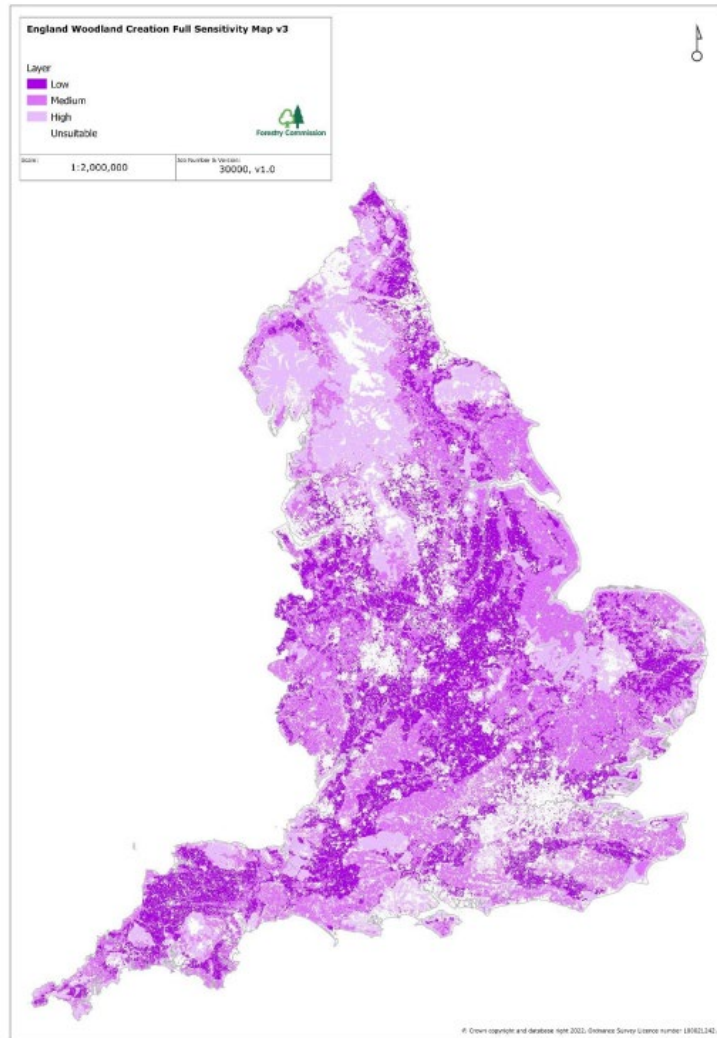 England Woodland Creation Full Sensitivity Map v3
Layer
Low
Medium
High
Unsuitable
Forestry Commission
Scale:
1:2,000,000
Job Number & Version:
30000, v1.0
© Crown copyright and database right 2022. Ordnance Survey Licence number